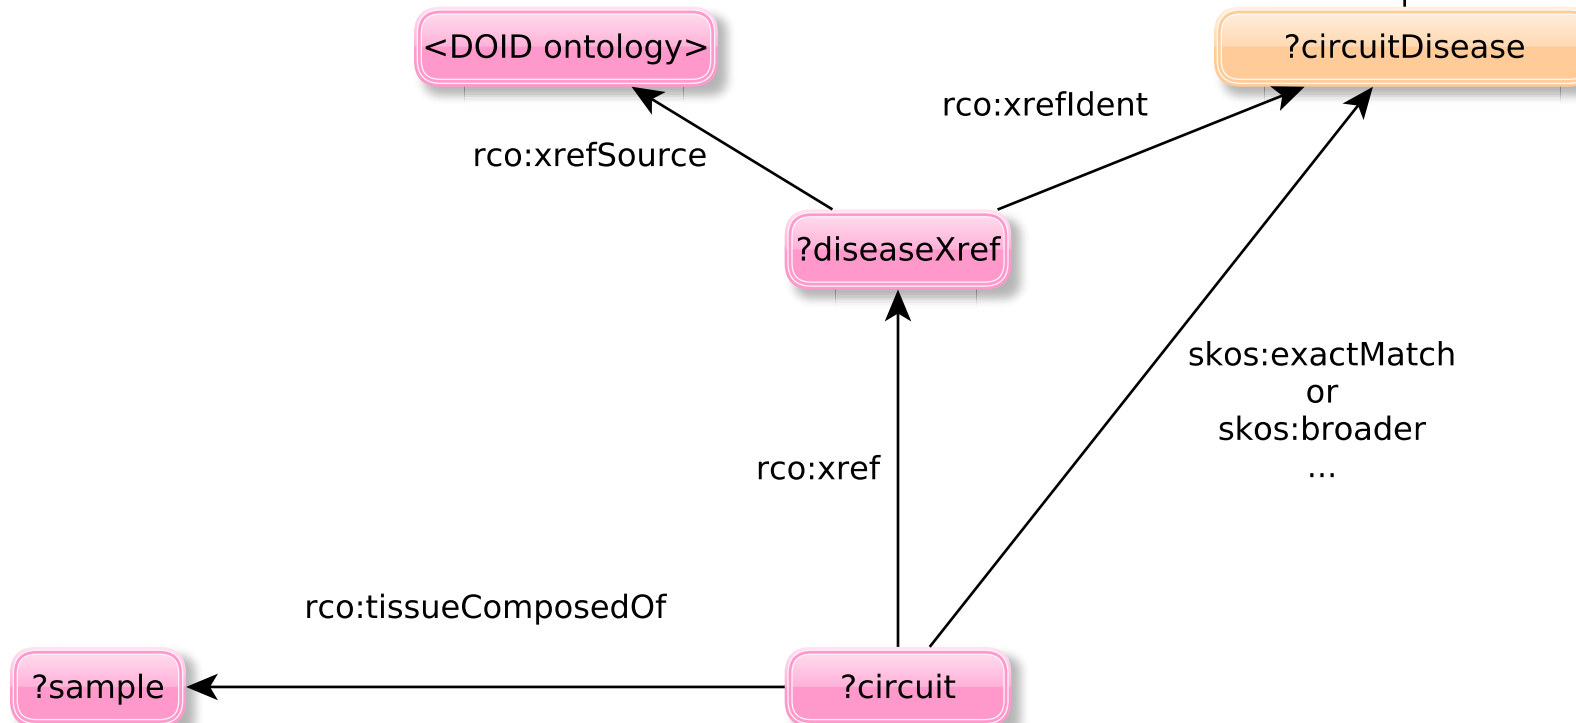 <DOID ontology>
?circuitDisease
rco:xrefIdent
rco:xrefSource
?diseaseXref
skos:exactMatch
or
skos:broader
...
rco:xref
rco:tissueComposedOf
?sample
?circuit